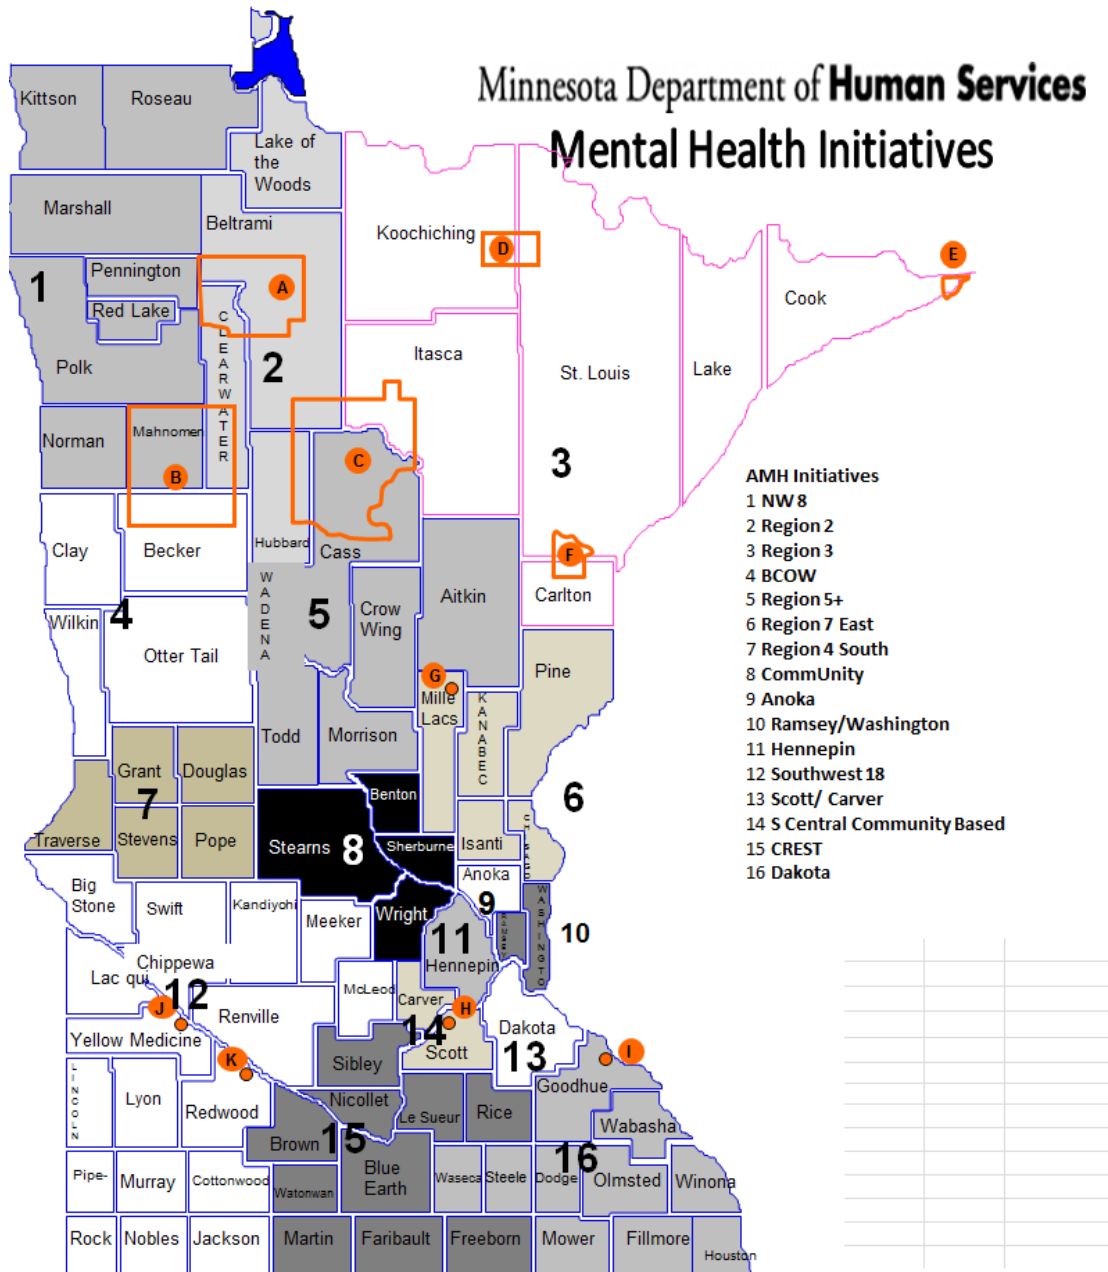 Minnesota Department of Human Services
Mental Health Initiatives
Kittson
Roseau
Lake of
the
Woods
Marshall
Beltrami
Koochiching
D
E
Pennington
1
A
Red Lake
Cook
CLEARWATER
Polk
2
Itasca
St. Louis
Lake
Norman
Mahnomen
B
C
3
AMH Initiatives
1 NW 8
2 Region 2
3 Region 3
4 BCOW
5 Region 5+
6 Region 7 East
7 Region 4 South
8 CommUnity
9 Anoka
10 Ramsey/Washington
11 Hennepin
12 Southwest 18
13 Scott/ Carver
14 S Central Community Based
15 CREST
16 Dakota
Clay
Becker
Hubbard
Cass
F
WADENA
5
Crow
Wing
Aitkin
Carlton
Wilkin
4
Otter Tail
G
Mille
Lacs
KANABEC
Pine
Todd
Morrison
Grant
Douglas
7
6
Benton
Traverse
Stevens
Pope
Stearns
8
Sherburne
Isanti
CHISAGO
Big
Stone
Swift
Kandiyohi
Meeker
Wright
Anoka
9
RAMSEY
WASHINGTO
10
11
Hennepin
Chippewa
Lac qui
12
McLeod
Carver
H
J
Renville
14
Dakota
Yellow Medicine
Scott
13
I
K
Sibley
Goodhue
LINCOLN
Lyon
Redwood
Nicollet
Le Sueur
Rice
Wabasha
Brown
15
16
Pipe-
Murray
Cottonwood
Watonwan
Blue
Earth
Waseca
Steele
Dodge
Olmsted
Winona
Rock
Nobles
Jackson
Martin
Faribault
Freeborn
Mower
Fillmore
Houston